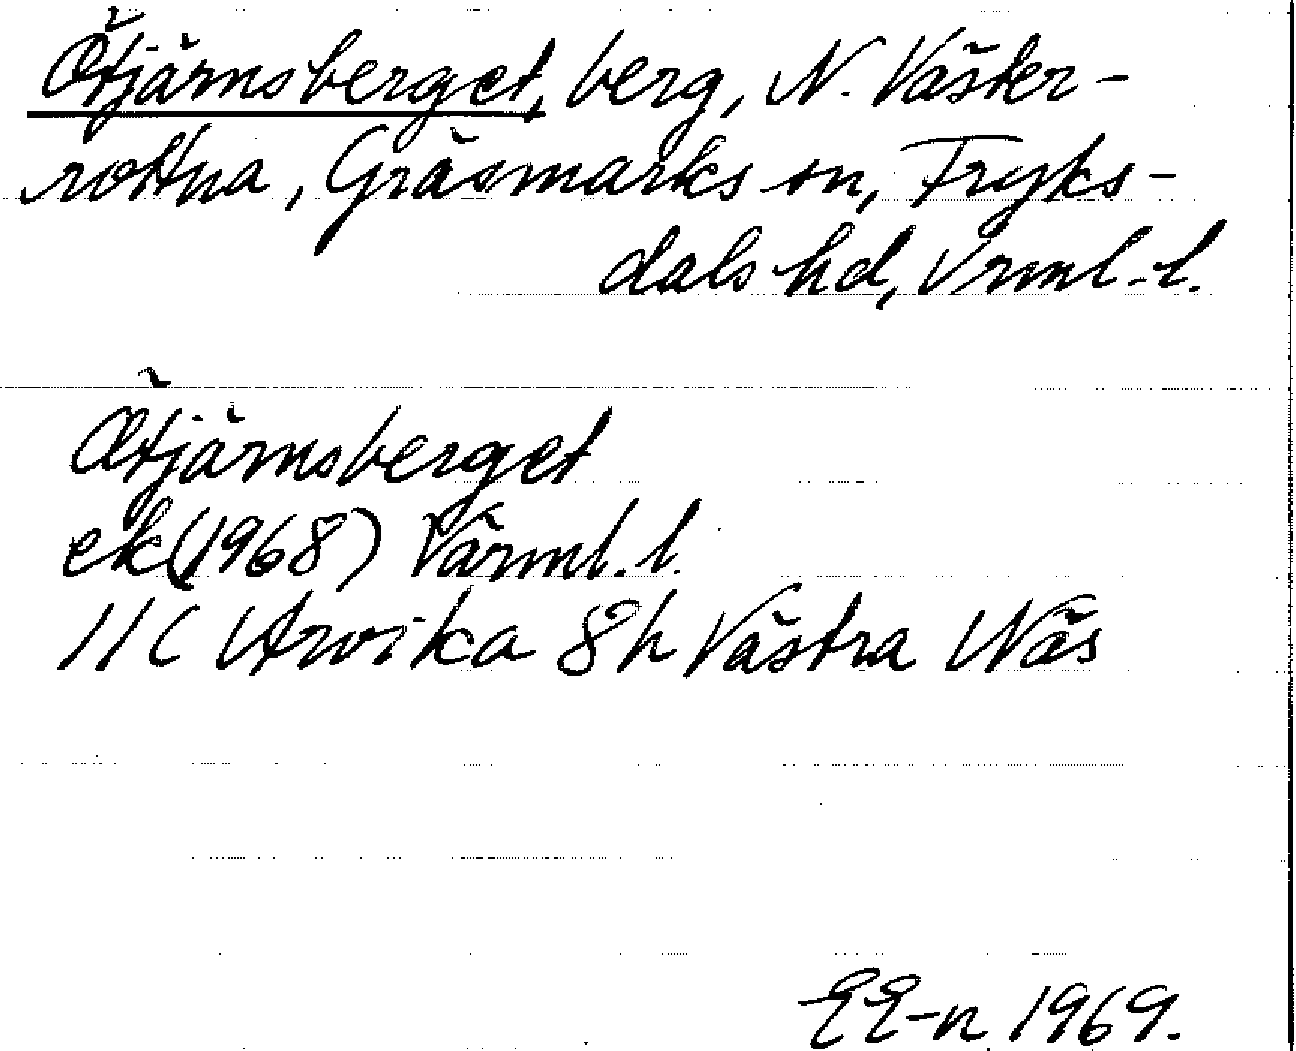 Ötjärnsberget, berg, N. Väster-
rottna, Gräsmarks sn, Fryks-
dals hd, Vrml. l.
Ötjärnsberget
ek (1968) Värml. l.
11C Arvika 8h Västra Näs
EE-n 1969.